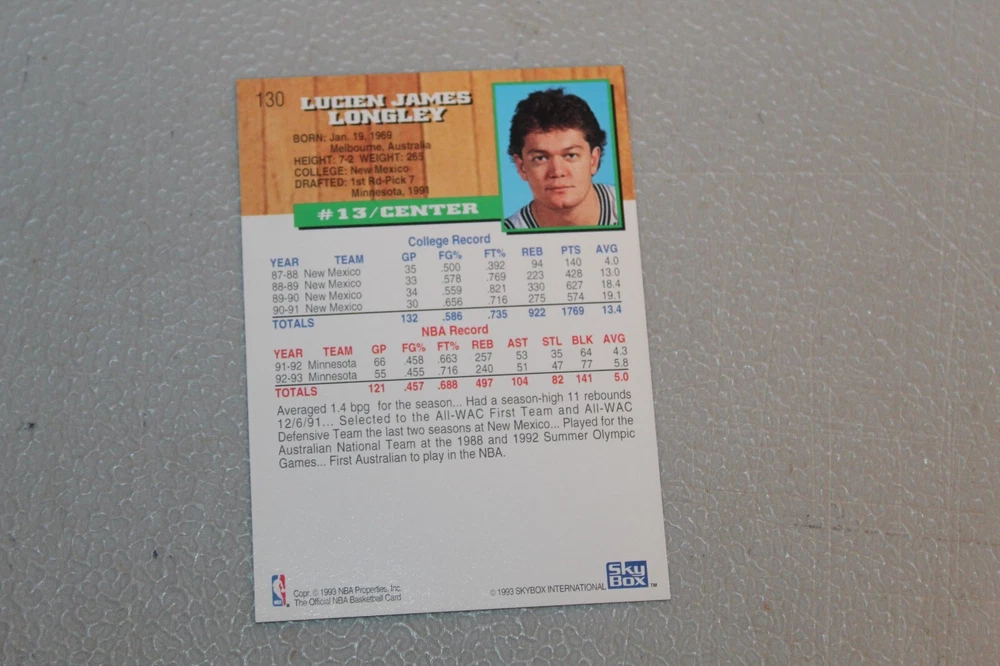 130 LUCIEN JAMES
LONGLEY
BORN: Jan. 19, 1969
Melbourne, Australia
HEIGHT: 7-2 WEIGHT: 265
COLLEGE: New Mexico
DRAFTED: 1st Rd-Pick 7
Minnesota, 1991
#13/CENTER
College Record
YEAR TEAM GP FG% FT% REB PTS AVG
87-88 New Mexico 35 .500 .392 94 140 4.0
88-89 New Mexico 33 .578 .769 223 428 13.0
89-90 New Mexico 34 .559 .821 330 627 18.4
90-91 New Mexico 30 .656 .716 275 574 19.1
TOTALS 132 .586 .735 922 1769 13.4
NBA Record
YEAR TEAM GP FG% FT% REB AST STL BLK AVG
91-92 Minnesota 66 .458 .663 257 53 35 64 4.3
92-93 Minnesota 55 .455 .716 240 51 47 77 5.8
TOTALS 121 .457 .688 497 104 82 141 5.0
Averaged 1.4 bpg for the season... Had a season-high 11 rebounds
12/6/91... Selected to the All-WAC First Team and All-WAC
Defensive Team the last two seasons at New Mexico... Played for the
Australian National Team at the 1988 and 1992 Summer Olympic
Games... First Australian to play in the NBA.
NBA
Copr. © 1993 NBA Properties, Inc.
The Official NBA Basketball Card
© 1993 SKYBOX INTERNATIONAL
Sky
Box™